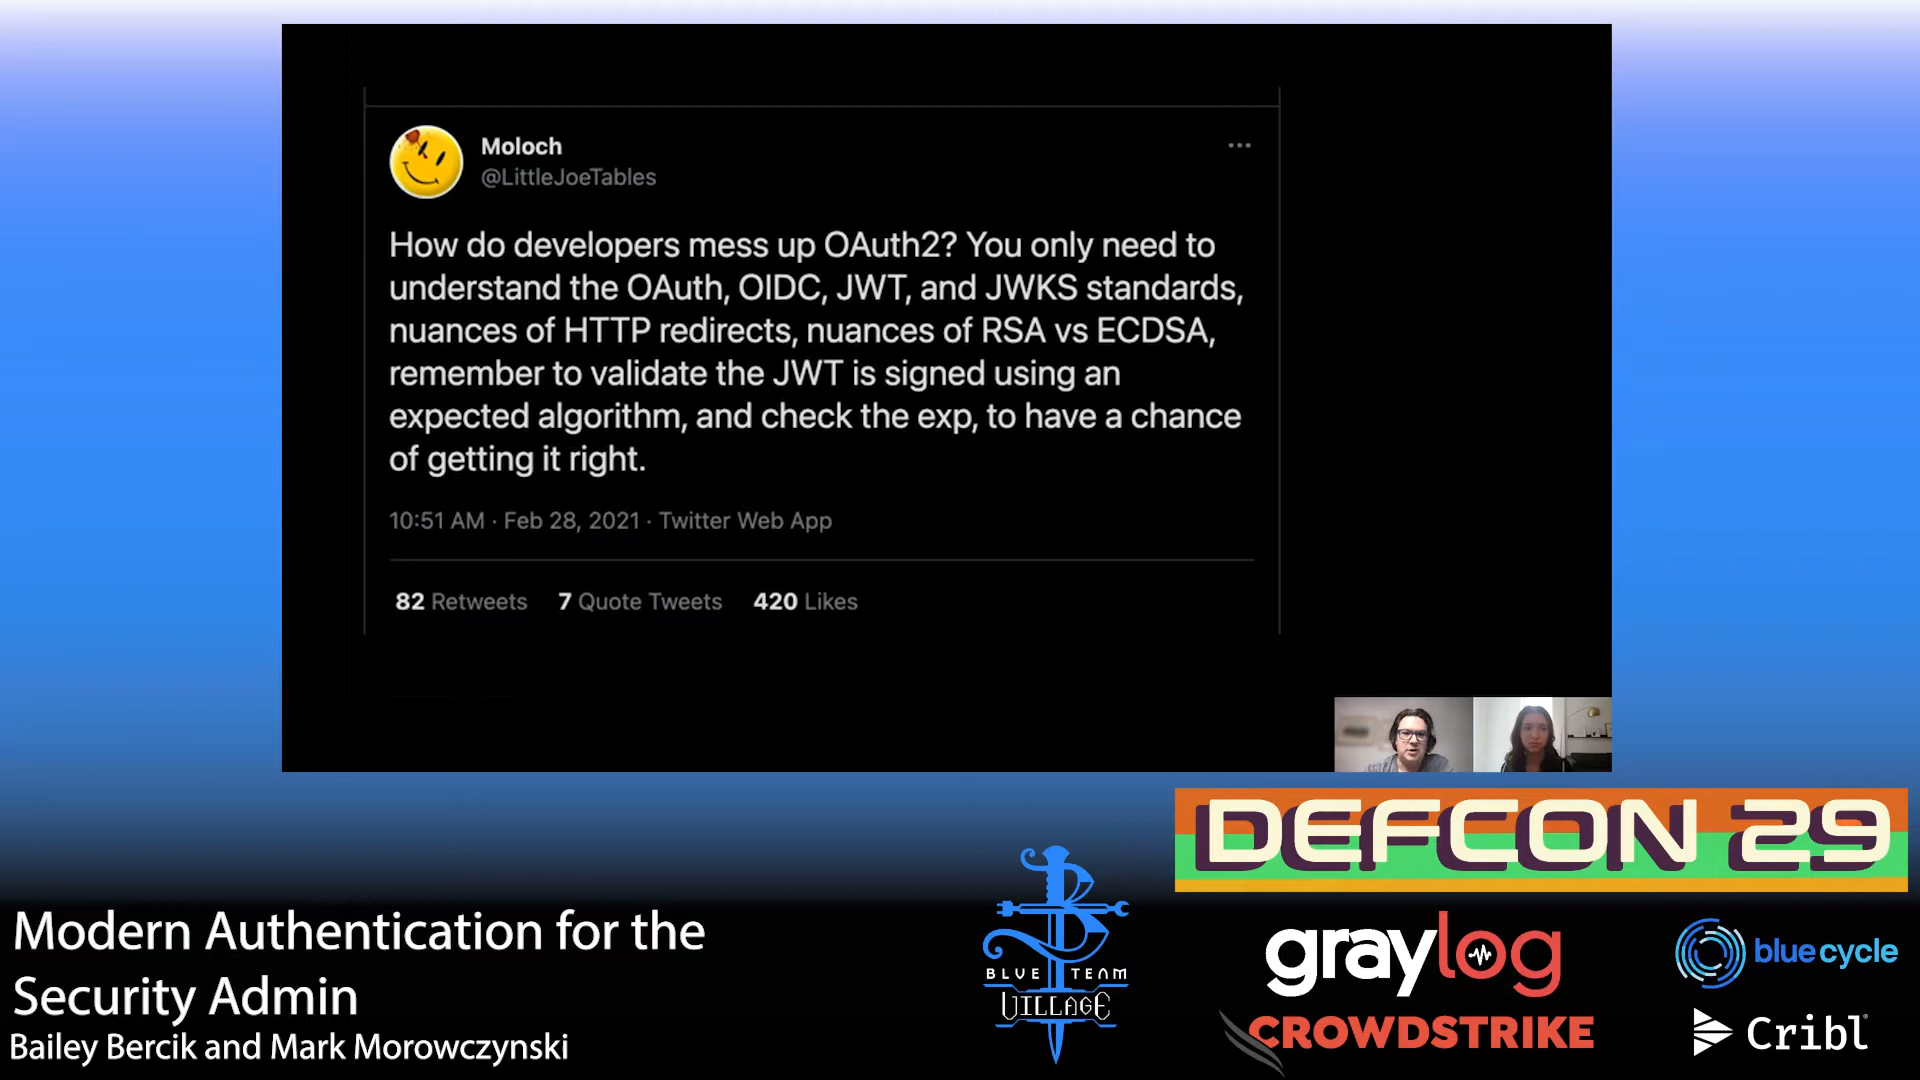 Moloch
@LittleJoeTables
How do developers mess up OAuth2? You only need to
understand the OAuth, OIDC, JWT, and JWKS standards,
nuances of HTTP redirects, nuances of RSA vs ECDSA,
remember to validate the JWT is signed using an
expected algorithm, and check the exp, to have a chance
of getting it right.
10:51 AM · Feb 28, 2021 · Twitter Web App
82 Retweets 7 Quote Tweets 420 Likes
DEFCON 29
Modern Authentication for the
Security Admin
Bailey Bercik and Mark Morowczynski
BLUE TEAM
VILLAGE
graylog
blue cycle
CROWDSTRIKE
Cribl